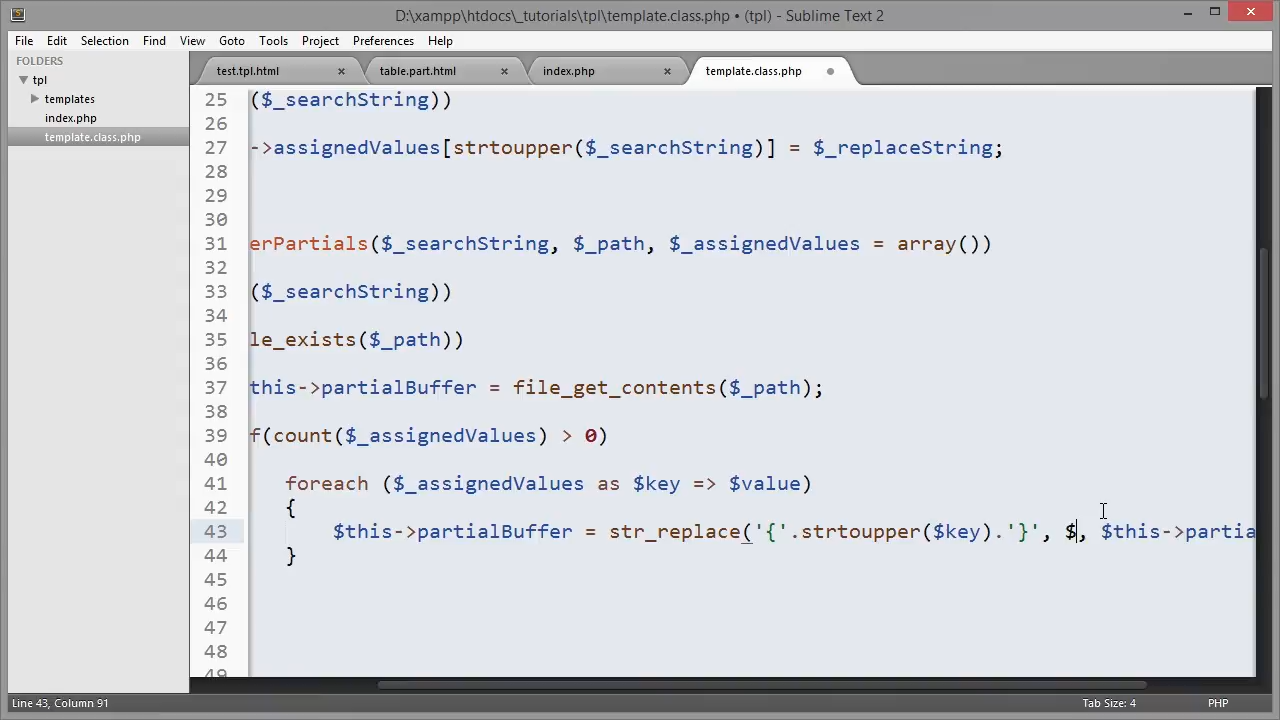 D:\xampp\htdocs\_tutorials\tpl\template.class.php • (tpl) - Sublime Text 2
File Edit Selection Find View Goto Tools Project Preferences Help
FOLDERS
tpl
templates
index.php
template.class.php
test.tpl.html × table.part.html × index.php × template.class.php
25 ($_searchString))
26
27 ->assignedValues[strtoupper($_searchString)] = $_replaceString;
28
29
30
31 erPartials($_searchString, $_path, $_assignedValues = array())
32
33 ($_searchString))
34
35 le_exists($_path))
36
37 this->partialBuffer = file_get_contents($_path);
38
39 f(count($_assignedValues) > 0)
40
41 foreach ($_assignedValues as $key => $value)
42 {
43 $this->partialBuffer = str_replace('{'.strtoupper($key).'}', $, $this->partia
44 }
45
46
47
48
49
Line 43, Column 91 Tab Size: 4 PHP